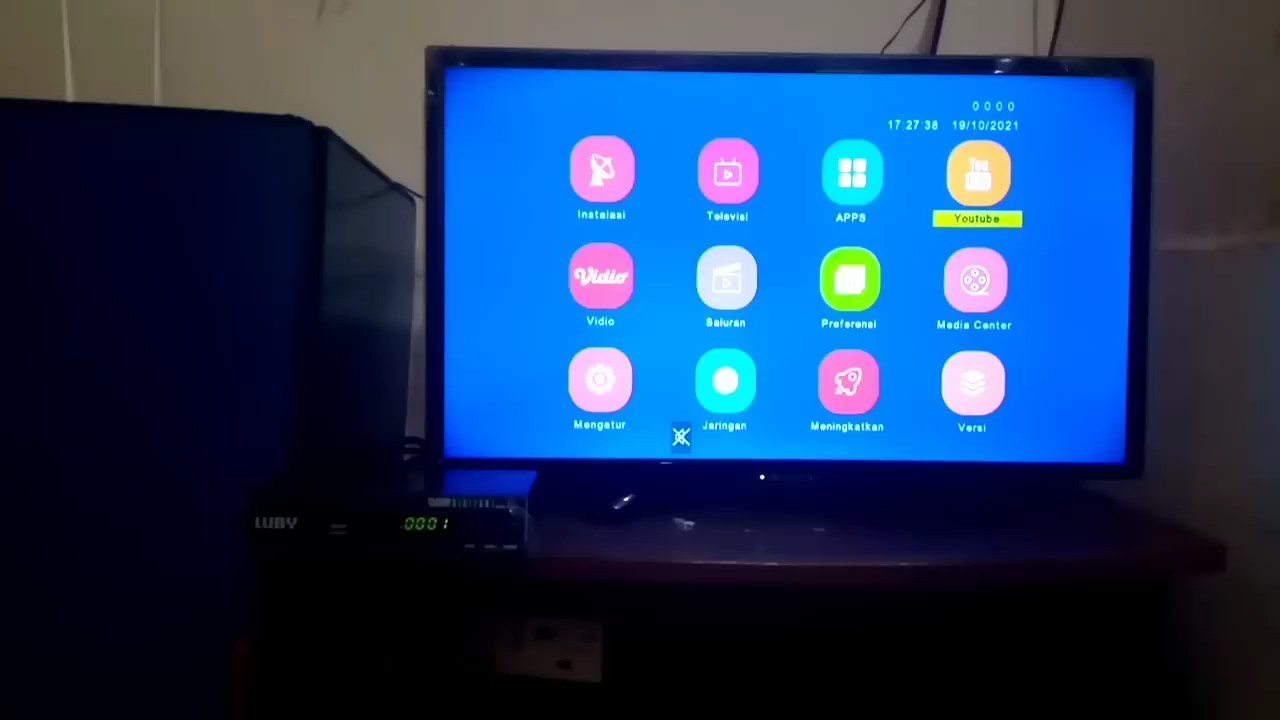 0000
17:27:38 19/10/2021
Instalasi Televisi APPS Youtube
Vidio
Vidio Saluran Preferensi Media Center
Mengatur Jaringan Meningkatkan Versi
LUBY 0001